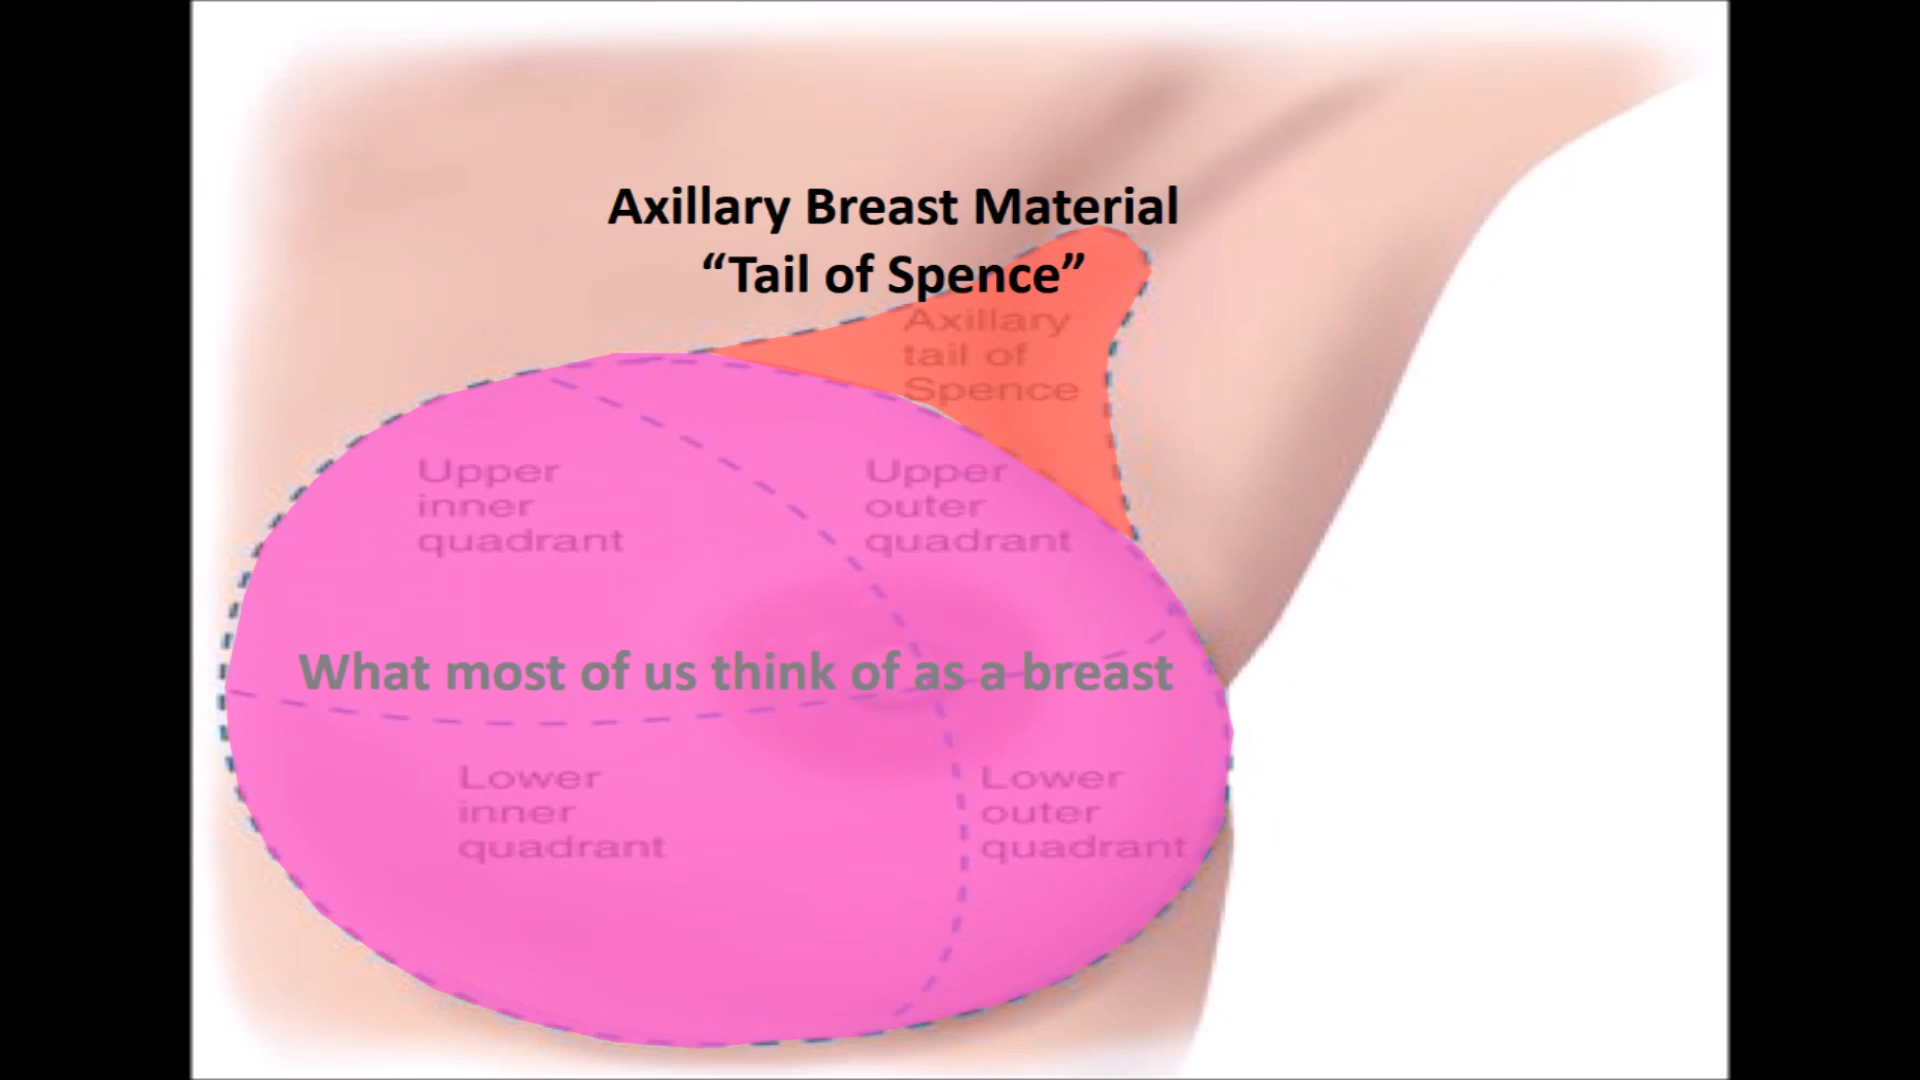 Axillary Breast Material
“Tail of Spence”
Axillary
tail of
Spence
Upper
inner
quadrant
Upper
outer
quadrant
What most of us think of as a breast
Lower
inner
quadrant
Lower
outer
quadrant